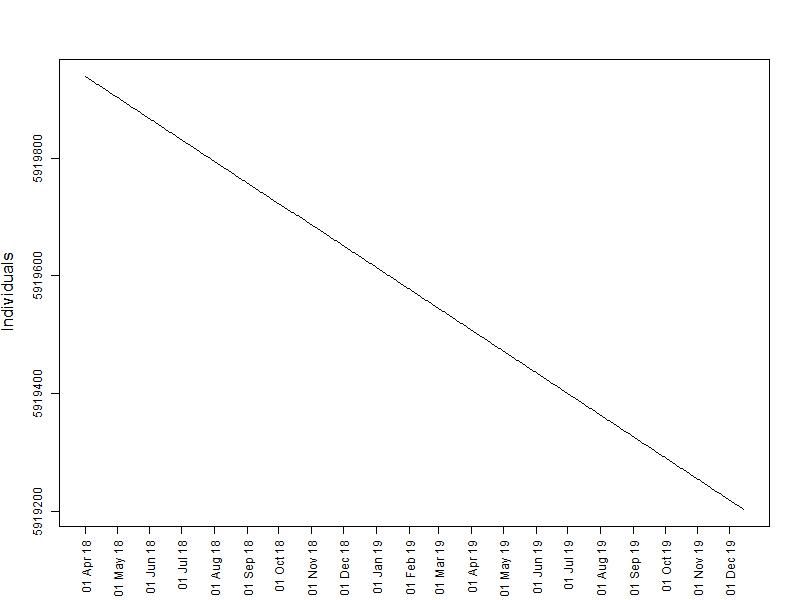 Individuals
5919800
5919600
5919400
5919200
01 Apr 18
01 May 18
01 Jun 18
01 Jul 18
01 Aug 18
01 Sep 18
01 Oct 18
01 Nov 18
01 Dec 18
01 Jan 19
01 Feb 19
01 Mar 19
01 Apr 19
01 May 19
01 Jun 19
01 Jul 19
01 Aug 19
01 Sep 19
01 Oct 19
01 Nov 19
01 Dec 19